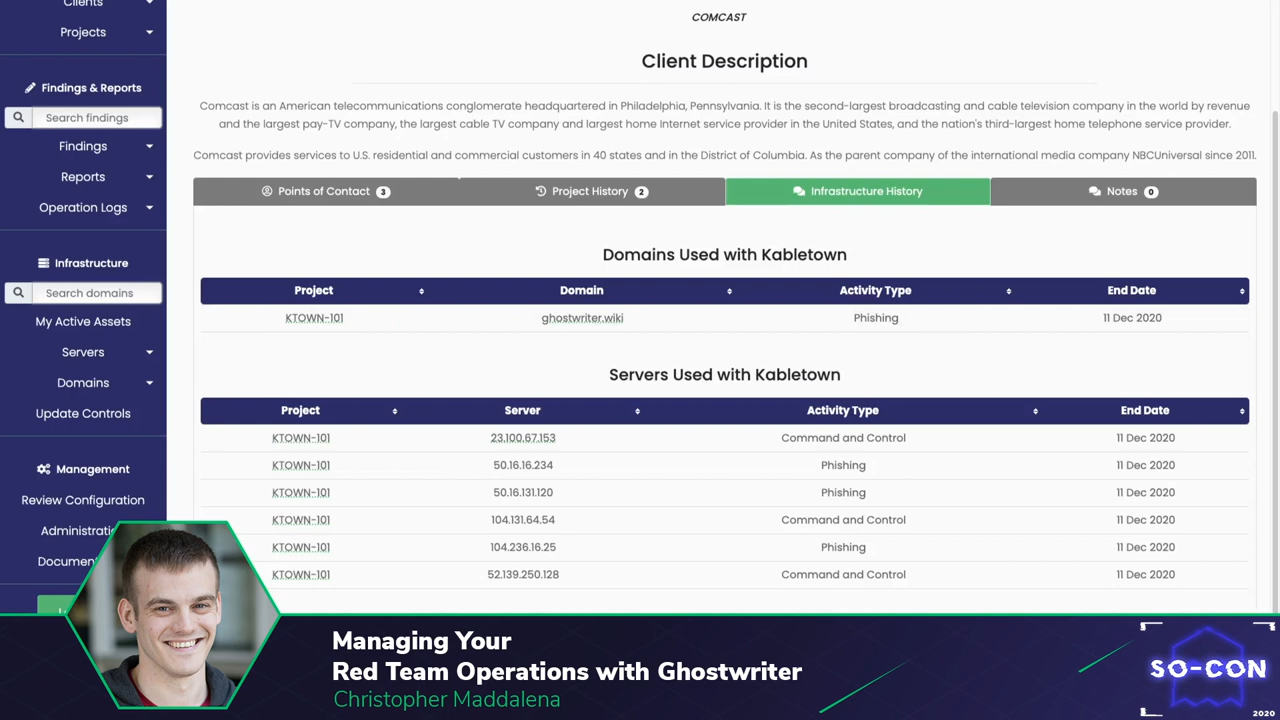 Clients
Projects
Findings & Reports
Search findings
Findings
Reports
Operation Logs
Infrastructure
Search domains
My Active Assets
Servers
Domains
Update Controls
Management
Review Configuration
COMCAST
Client Description
Comcast is an American telecommunications conglomerate headquartered in Philadelphia, Pennsylvania. It is the second-largest broadcasting and cable television company in the world by revenue
and the largest pay-TV company, the largest cable TV company and largest home Internet service provider in the United States, and the nation's third-largest home telephone service provider.
Comcast provides services to U.S. residential and commercial customers in 40 states and in the District of Columbia. As the parent company of the international media company NBCUniversal since 2011.
Points of Contact 3 Project History 2 Infrastructure History Notes 0
Domains Used with Kabletown
Project Domain Activity Type End Date
KTOWN-101 ghostwriter.wiki Phishing 11 Dec 2020
Servers Used with Kabletown
Project Server Activity Type End Date
KTOWN-101 23.100.67.153 Command and Control 11 Dec 2020
KTOWN-101 50.16.16.234 Phishing 11 Dec 2020
KTOWN-101 50.16.131.120 Phishing 11 Dec 2020
KTOWN-101 104.131.64.54 Command and Control 11 Dec 2020
KTOWN-101 104.236.16.25 Phishing 11 Dec 2020
KTOWN-101 52.139.250.128 Command and Control 11 Dec 2020
Managing Your
Red Team Operations with Ghostwriter
Christopher Maddalena
SO-CON
2020